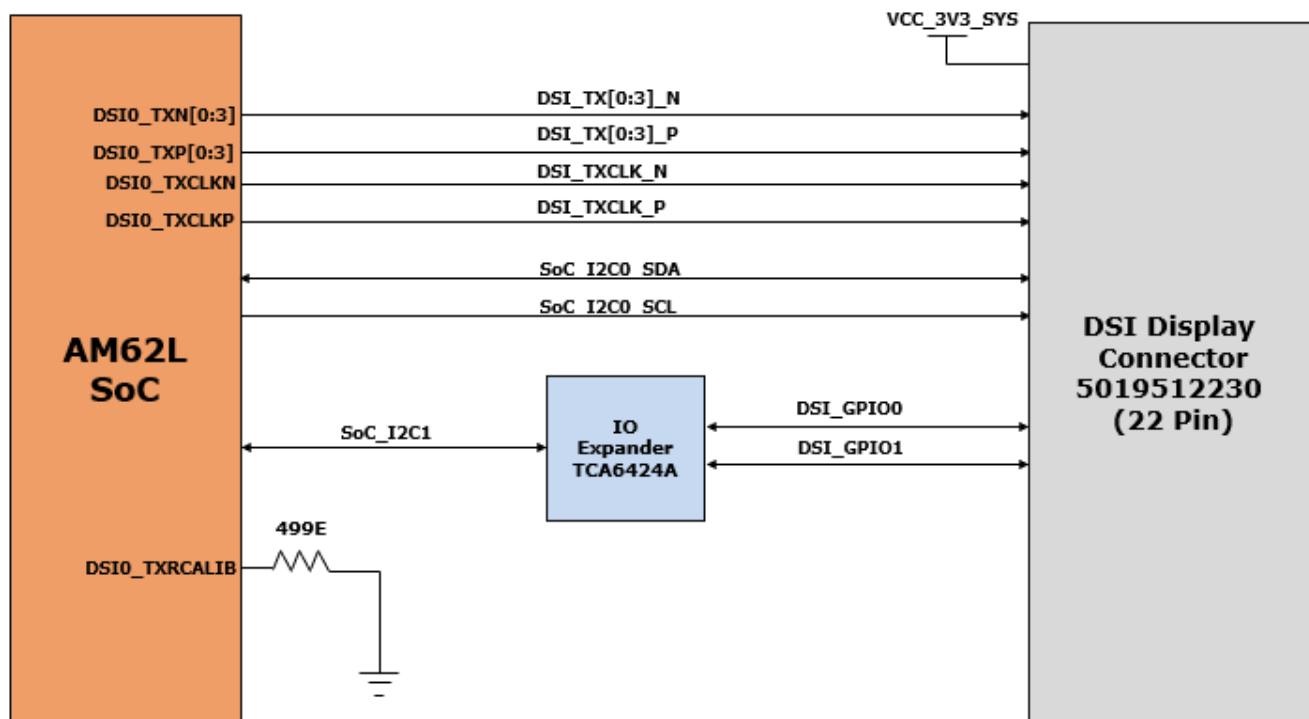 VCC_3V3_SYS
DSI0_TXN[0:3]
DSI_TX[0:3]_N
DSI0_TXP[0:3]
DSI_TX[0:3]_P
DSI0_TXCLKN
DSI_TXCLK_N
DSI0_TXCLKP
DSI_TXCLK_P
SoC_I2C0_SDA
SoC_I2C0_SCL
AM62L
SoC
DSI Display
Connector
5019512230
(22 Pin)
SoC_I2C1
IO
Expander
TCA6424A
DSI_GPIO0
DSI_GPIO1
499E
DSI0_TXRCALIB